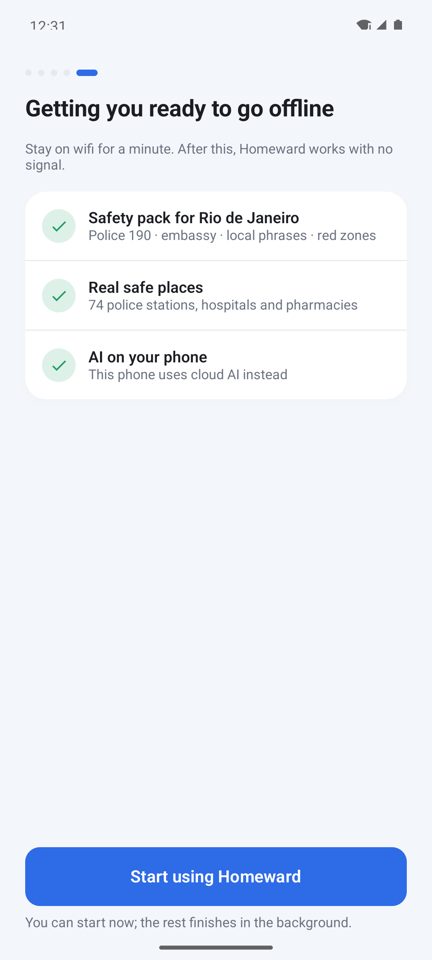 12:31
Getting you ready to go offline
Stay on wifi for a minute. After this, Homeward works with no
signal.
Safety pack for Rio de Janeiro
Police 190 · embassy · local phrases · red zones
Real safe places
74 police stations, hospitals and pharmacies
AI on your phone
This phone uses cloud AI instead
Start using Homeward
You can start now; the rest finishes in the background.